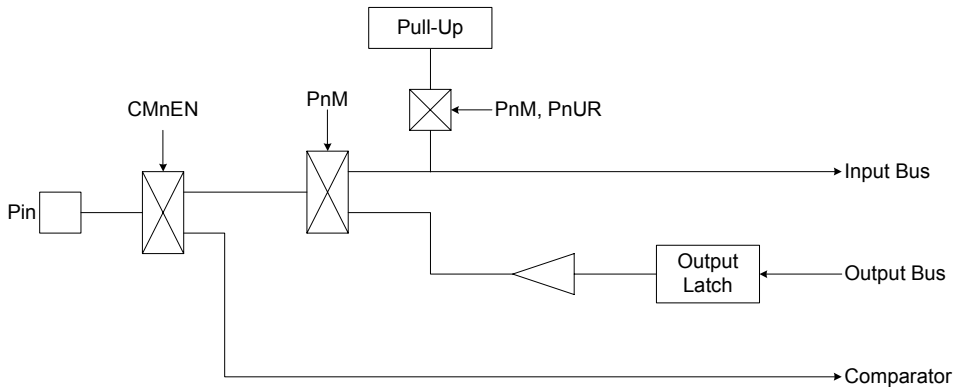 Pull-Up
CMnEN
PnM
PnM, PnUR
Input Bus
Pin
Output
Latch
Output Bus
Comparator